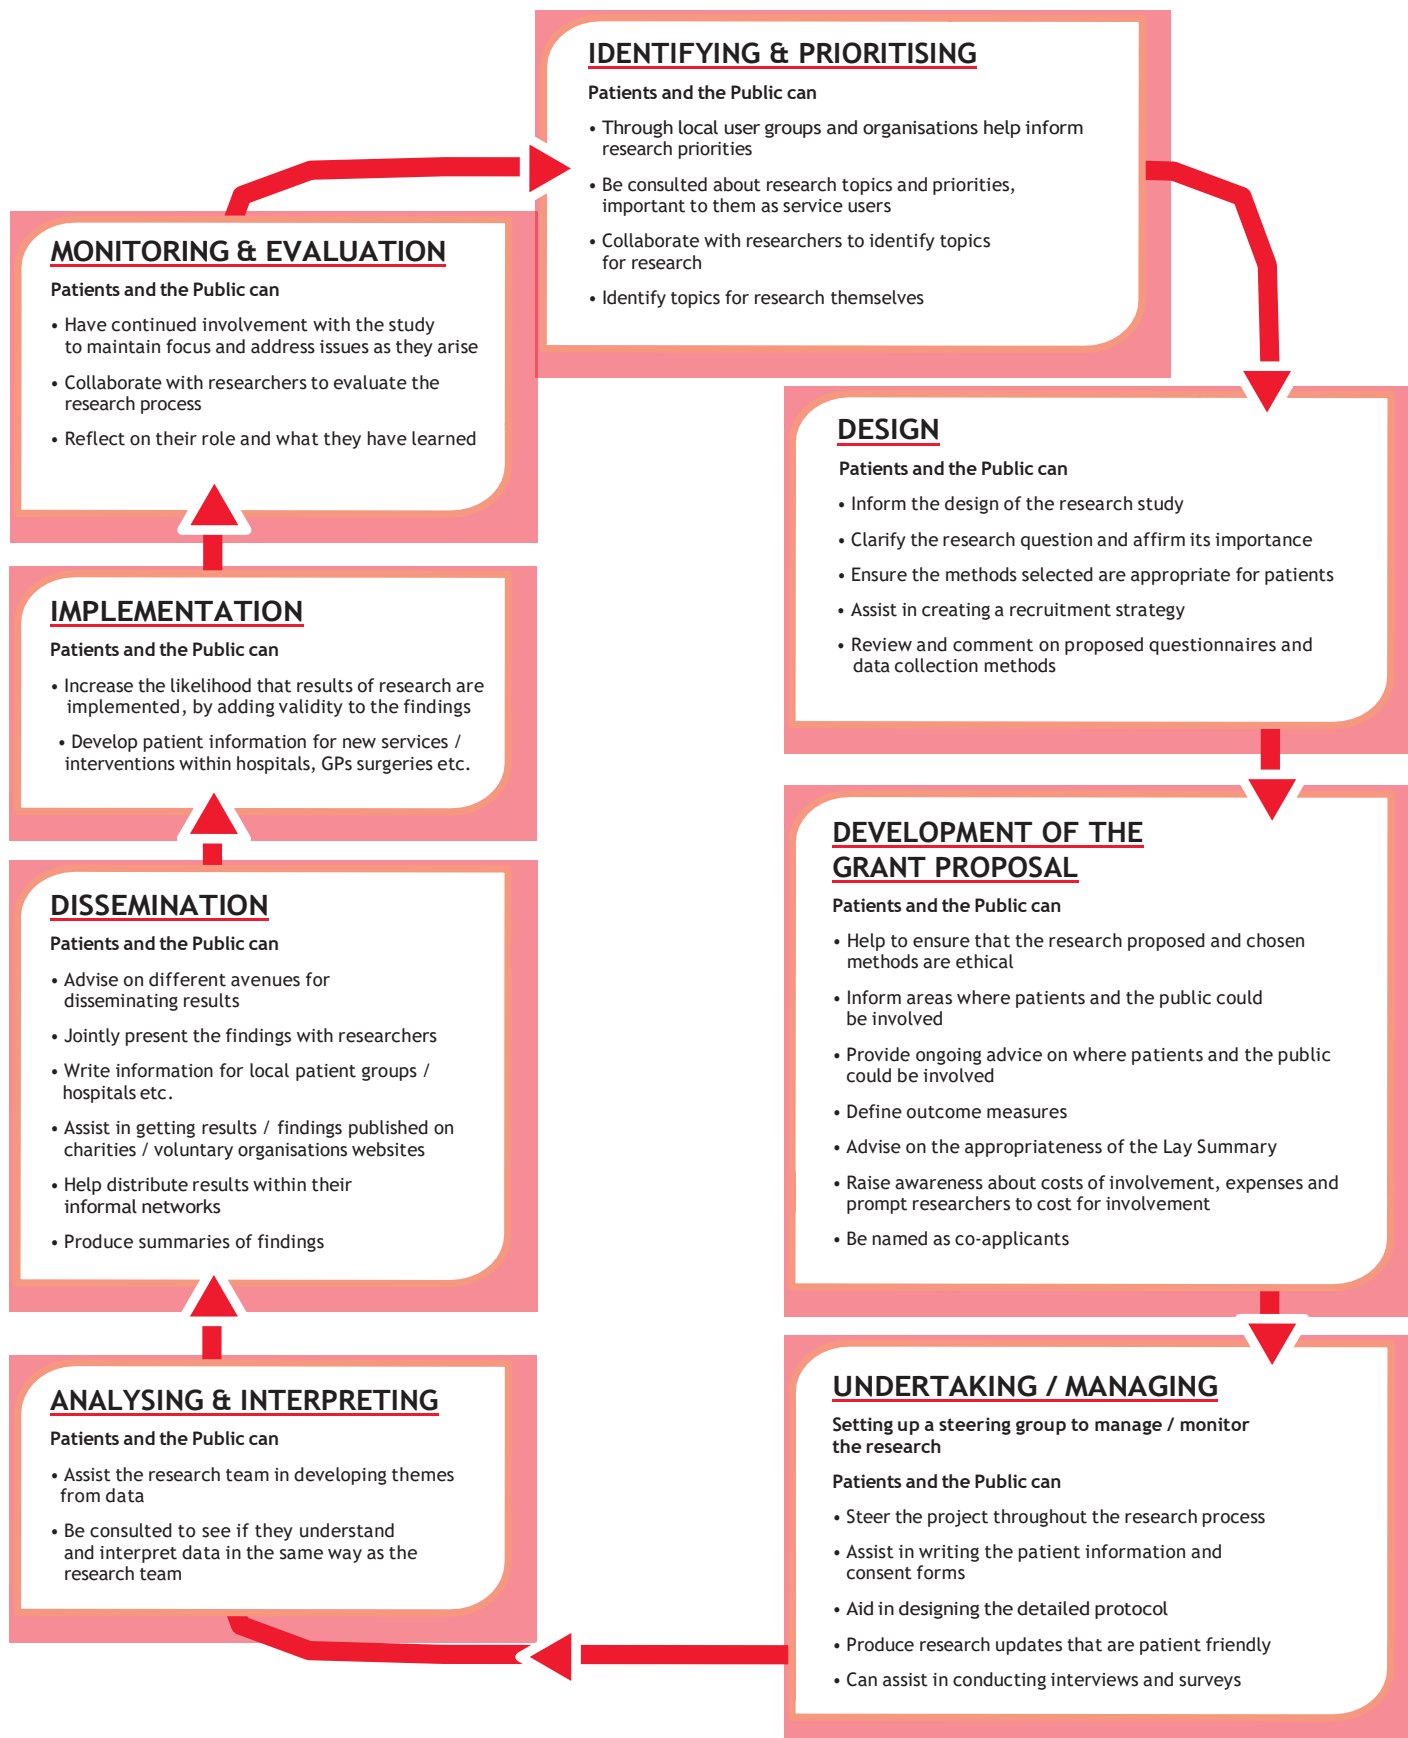 IDENTIFYING & PRIORITISING
Patients and the Public can
• Through local user groups and organisations help inform
research priorities
• Be consulted about research topics and priorities,
important to them as service users
• Collaborate with researchers to identify topics
for research
• Identify topics for research themselves
DESIGN
Patients and the Public can
• Inform the design of the research study
• Clarify the research question and affirm its importance
• Ensure the methods selected are appropriate for patients
• Assist in creating a recruitment strategy
• Review and comment on proposed questionnaires and
data collection methods
DEVELOPMENT OF THE
GRANT PROPOSAL
Patients and the Public can
• Help to ensure that the research proposed and chosen
methods are ethical
• Inform areas where patients and the public could
be involved
• Provide ongoing advice on where patients and the public
could be involved
• Define outcome measures
• Advise on the appropriateness of the Lay Summary
• Raise awareness about costs of involvement, expenses and
prompt researchers to cost for involvement
• Be named as co-applicants
UNDERTAKING / MANAGING
Setting up a steering group to manage / monitor
the research
Patients and the Public can
• Steer the project throughout the research process
• Assist in writing the patient information and
consent forms
• Aid in designing the detailed protocol
• Produce research updates that are patient friendly
• Can assist in conducting interviews and surveys
ANALYSING & INTERPRETING
Patients and the Public can
• Assist the research team in developing themes
from data
• Be consulted to see if they understand
and interpret data in the same way as the
research team
DISSEMINATION
Patients and the Public can
• Advise on different avenues for
disseminating results
• Jointly present the findings with researchers
• Write information for local patient groups /
hospitals etc.
• Assist in getting results / findings published on
charities / voluntary organisations websites
• Help distribute results within their
informal networks
• Produce summaries of findings
IMPLEMENTATION
Patients and the Public can
• Increase the likelihood that results of research are
implemented, by adding validity to the findings
• Develop patient information for new services /
interventions within hospitals, GPs surgeries etc.
MONITORING & EVALUATION
Patients and the Public can
• Have continued involvement with the study
to maintain focus and address issues as they arise
• Collaborate with researchers to evaluate the
research process
• Reflect on their role and what they have learned